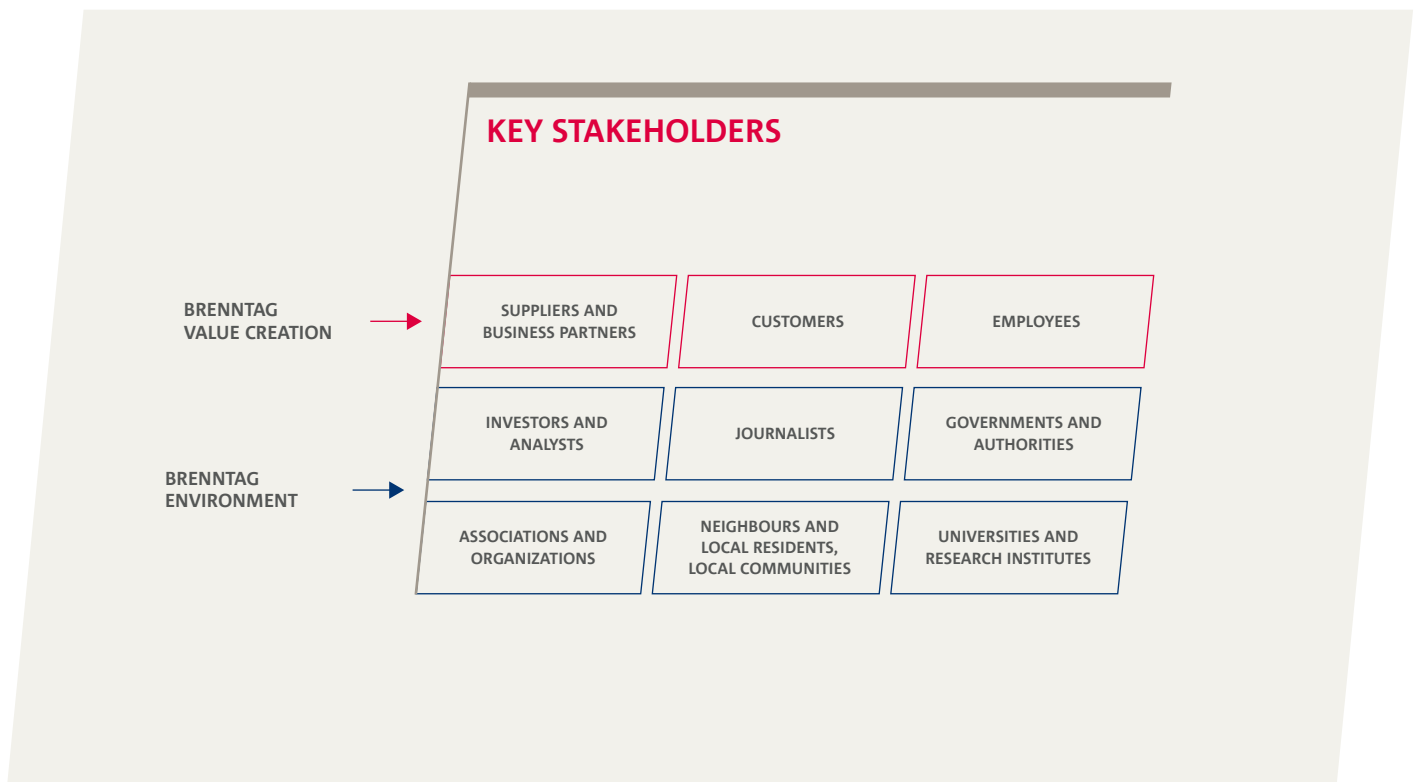 KEY STAKEHOLDERS
BRENNTAG
VALUE CREATION
SUPPLIERS AND
BUSINESS PARTNERS
CUSTOMERS
EMPLOYEES
BRENNTAG
ENVIRONMENT
INVESTORS AND
ANALYSTS
JOURNALISTS
GOVERNMENTS AND
AUTHORITIES
ASSOCIATIONS AND
ORGANIZATIONS
NEIGHBOURS AND
LOCAL RESIDENTS,
LOCAL COMMUNITIES
UNIVERSITIES AND
RESEARCH INSTITUTES